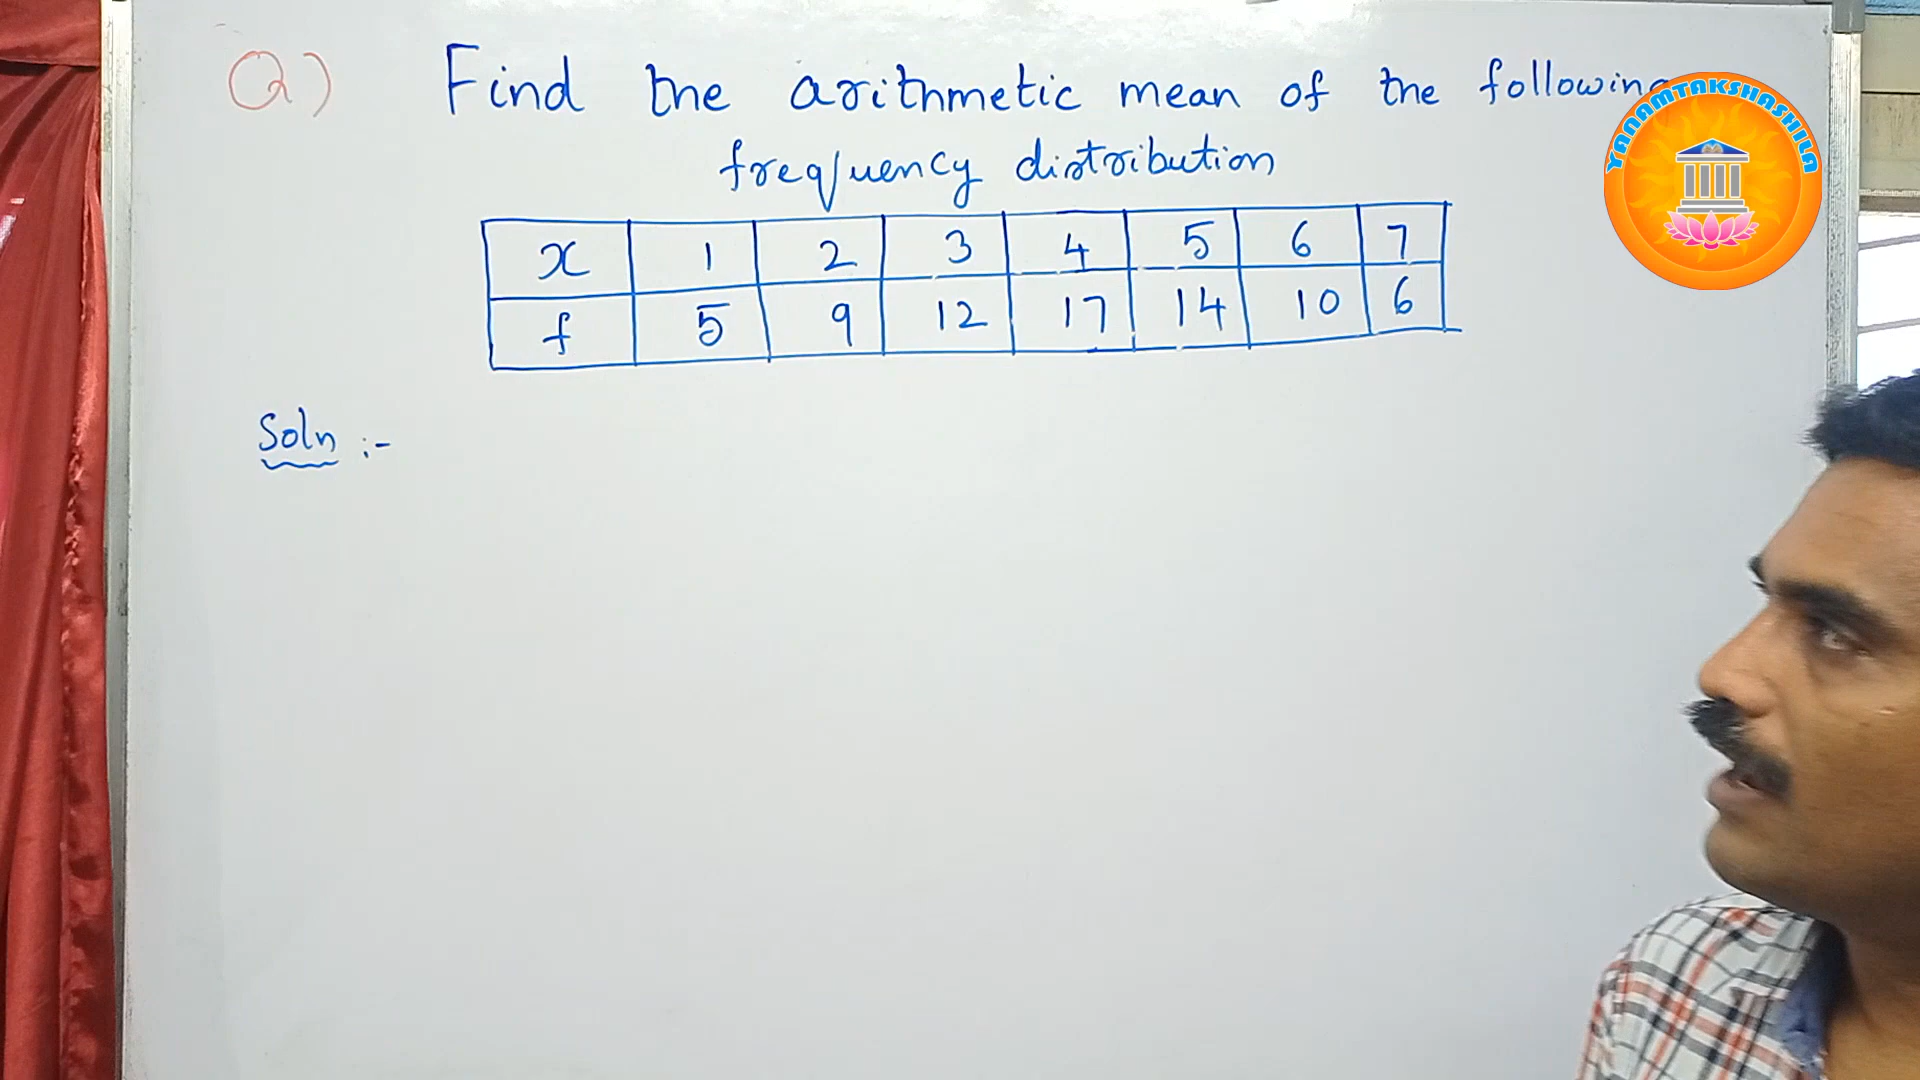 Q) Find the arithmetic mean of the following
frequency distribution
x 1 2 3 4 5 6 7
f 5 9 12 17 14 10 6
Soln :-
YANAMTAKSHASHILA